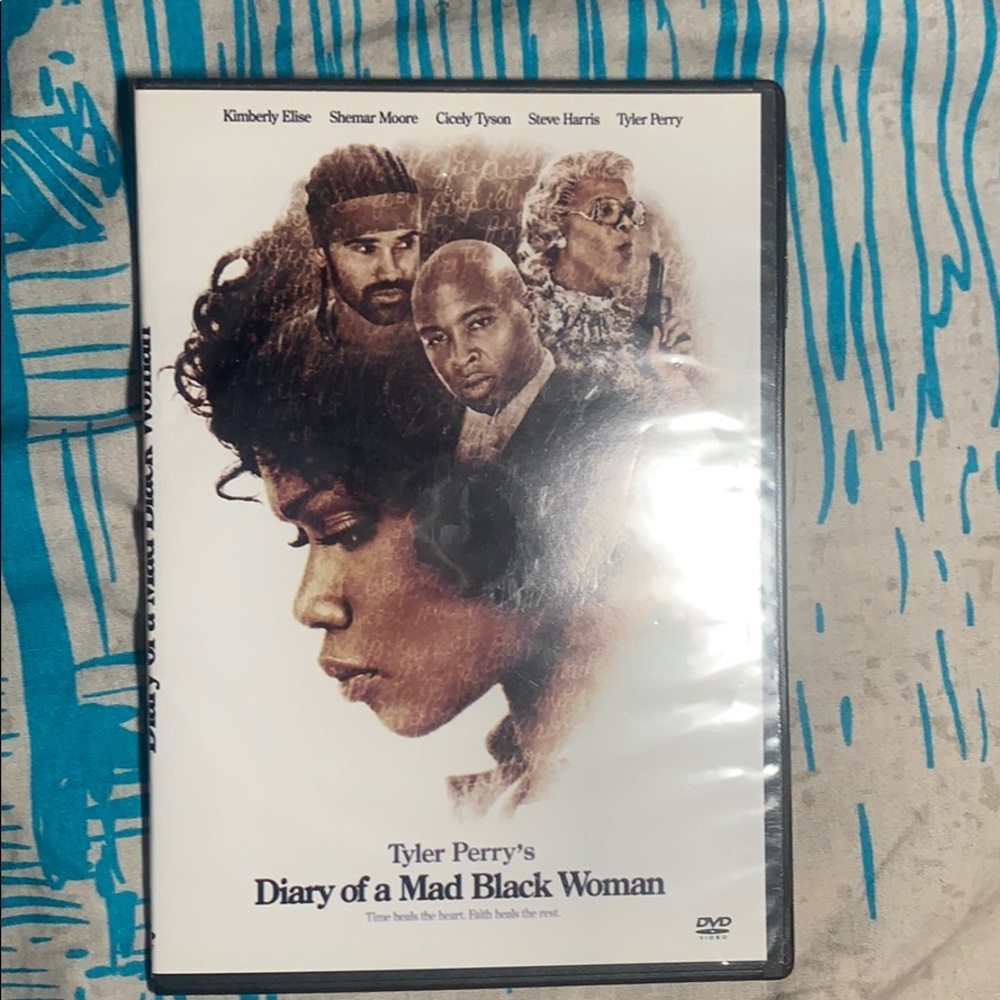 Kimberly Elise Shemar Moore Cicely Tyson Steve Harris Tyler Perry
Diary of a Mad Black Woman
Tyler Perry's
Diary of a Mad Black Woman
Time heals the heart. Faith heals the rest.
DVD
VIDEO